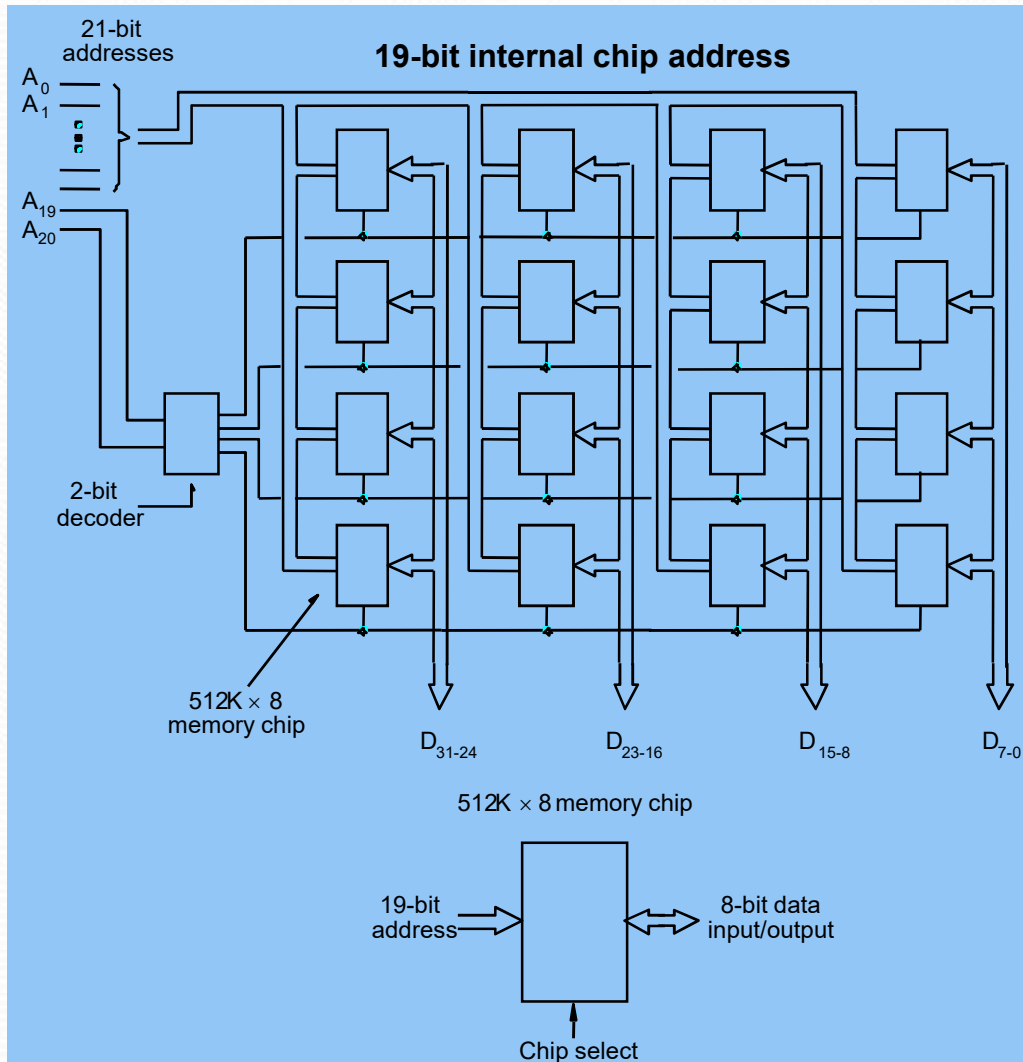 21-bit
addresses
19-bit internal chip address
A0
A1
A19
A20
2-bit
decoder
512K × 8
memory chip
D31-24
D23-16
D15-8
D7-0
512K × 8 memory chip
19-bit
address
8-bit data
input/output
Chip select